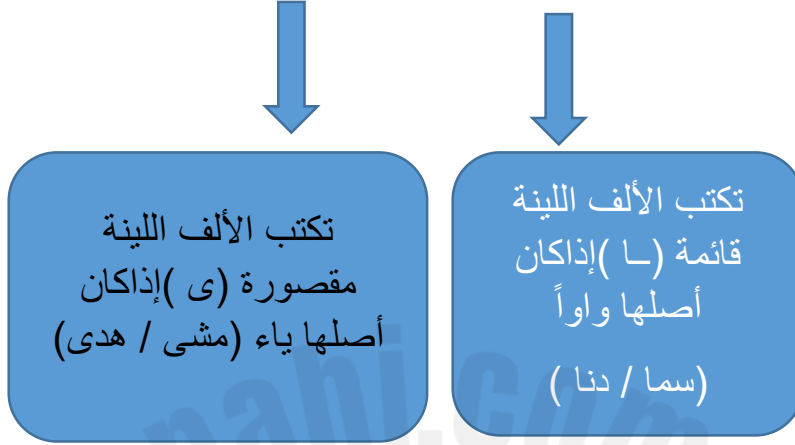 تكتب الألف اللينة
قائمة (ـا )إذاكان
أصلها واواً
(سما / دنا )
تكتب الألف اللينة
مقصورة (ى )إذاكان
أصلها ياء (مشى / هدى)